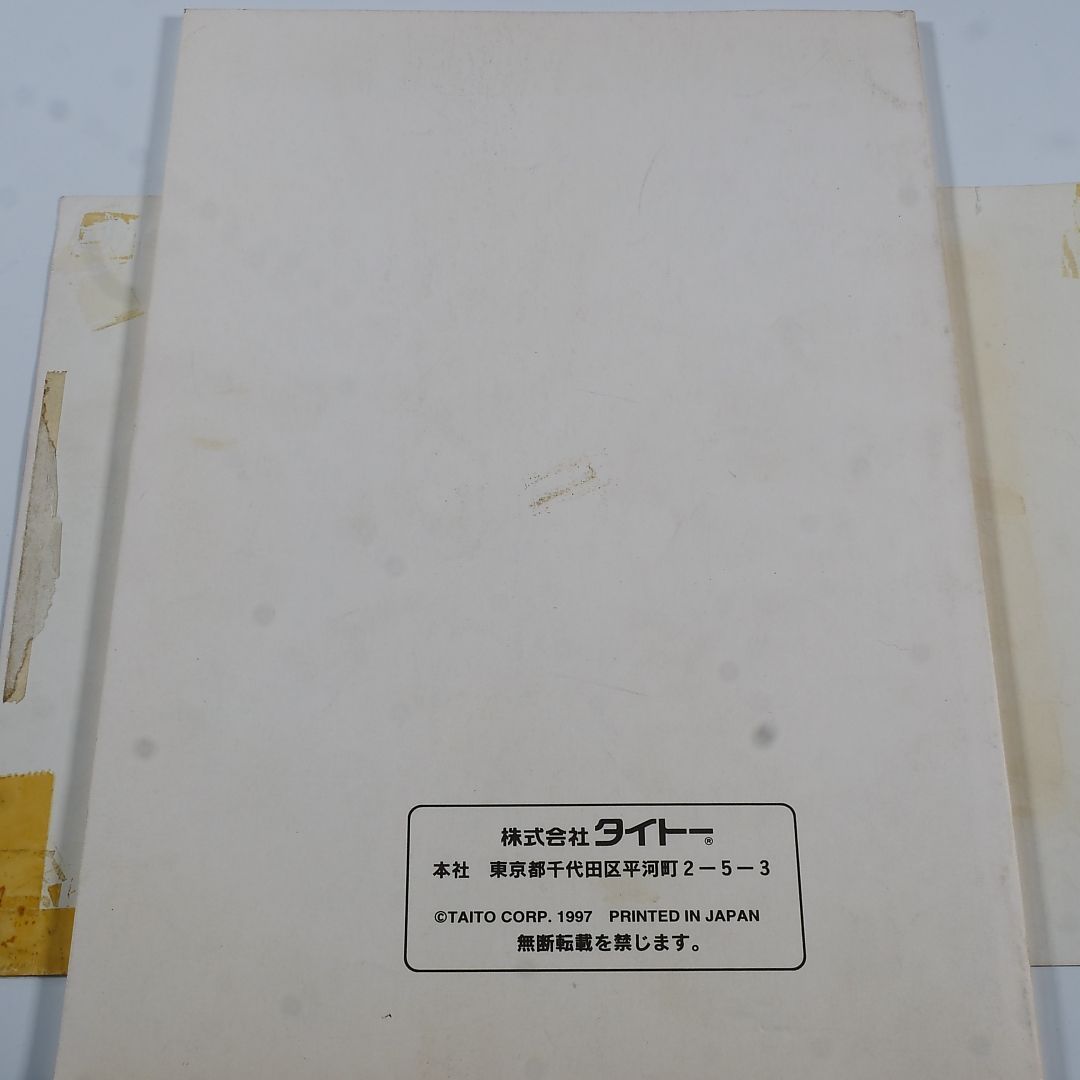 株式会社タイトー®
本社 東京都千代田区平河町2-5-3
©TAITO CORP. 1997 PRINTED IN JAPAN
無断転載を禁じます。